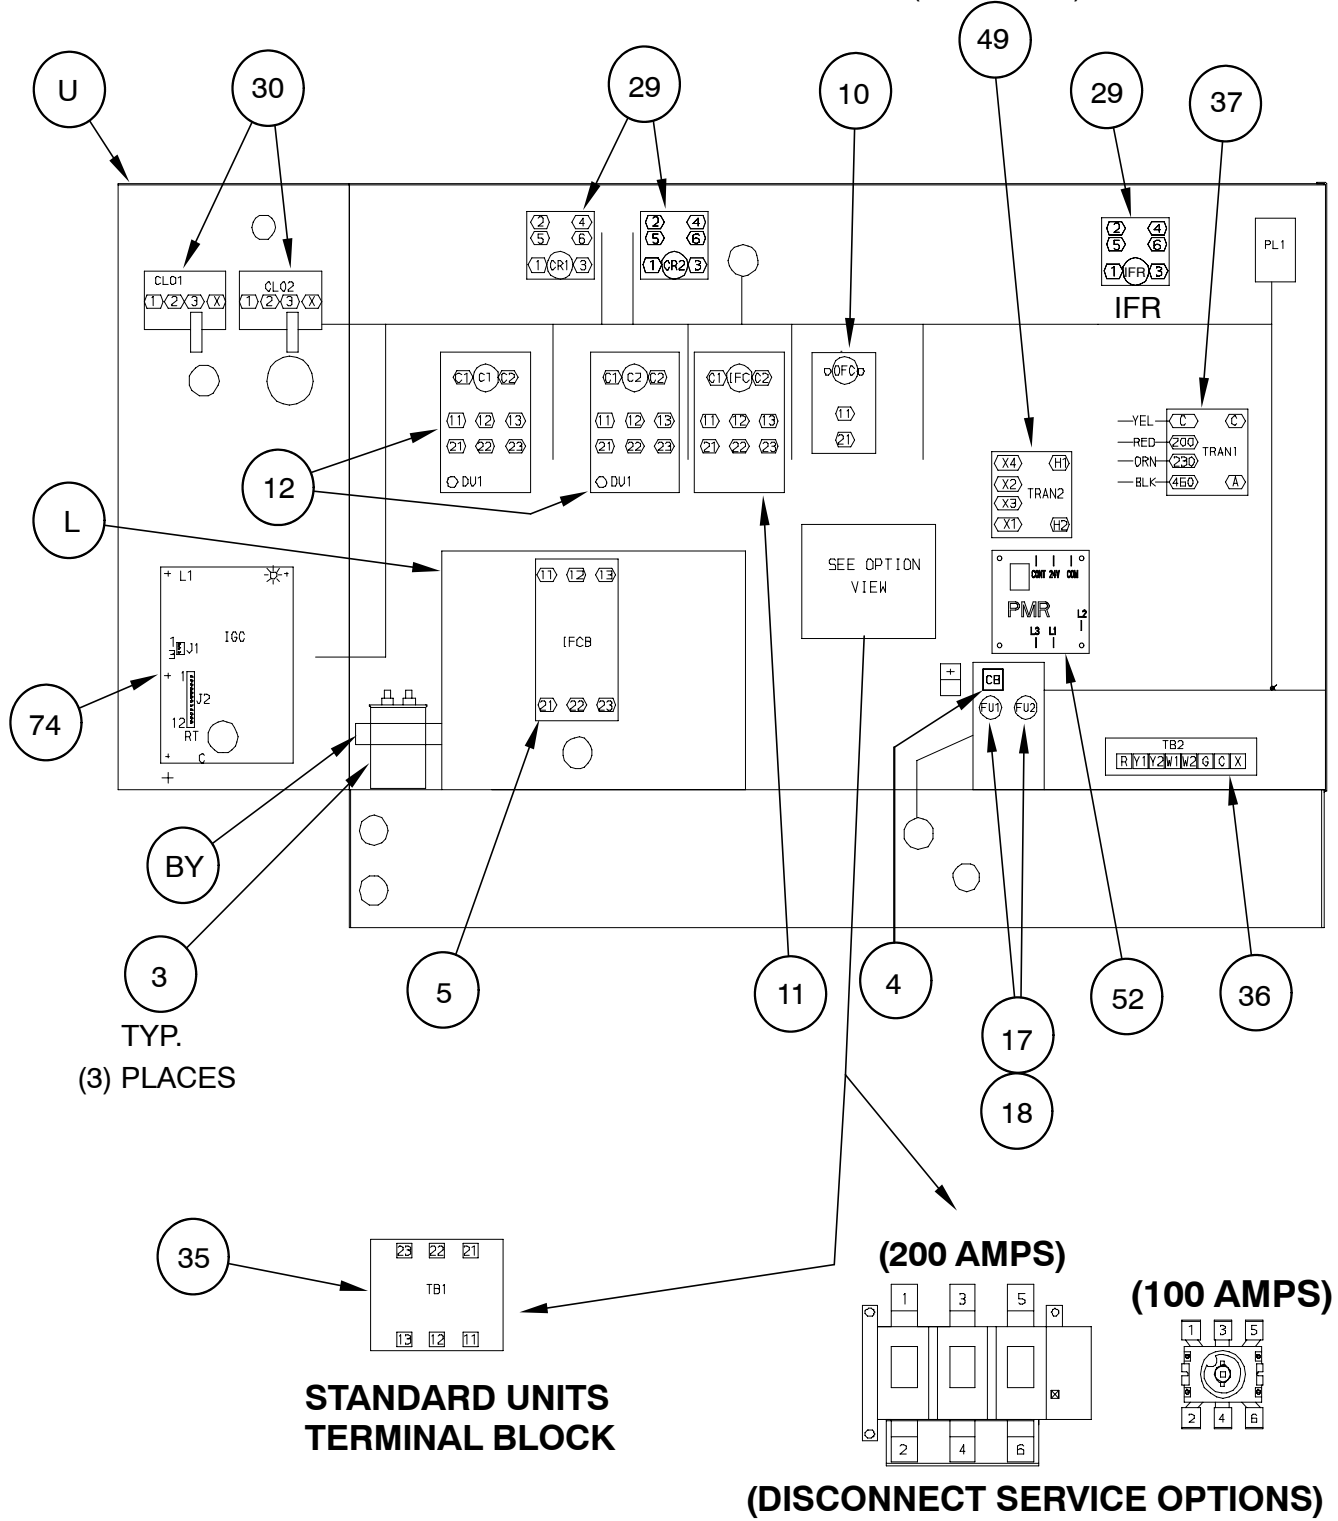 49
U
30
29
10
29
37
2 4
5 6
1 CR1 3
2 4
5 6
1 CR2 3
2 4
5 6
1 IFR 3
IFR
PL1
CLO1
1 2 3 X
CLO2
1 2 3 X
C1 C1 C2
11 12 13
21 22 23
DU1
C1 C2 C2
11 12 13
21 22 23
DU1
C1 IFC C2
11 12 13
21 22 23
OFC
11
21
YEL C C
RED 200
TRAN1
ORN 230
BLK 460 A
X4 H1
X2
TRAN2
X3
X1 H2
12
L
SEE OPTION
VIEW
CONT 24V COM
PMR
L2
L3 L1
11 12 13
IFCB
21 22 23
L1
IGC
1
3
J1
1
J2
12
RT
C
74
CB
FU1 FU2
TB2
R Y1 Y2 W1 W2 G C X
BY
3
TYP.
(3) PLACES
5
11
4
17
18
52
36
35
23 22 21
TB1
13 12 11
STANDARD UNITS
TERMINAL BLOCK
(200 AMPS)
1 3 5
2 4 6
(100 AMPS)
1 3 5
2 4 6
(DISCONNECT SERVICE OPTIONS)